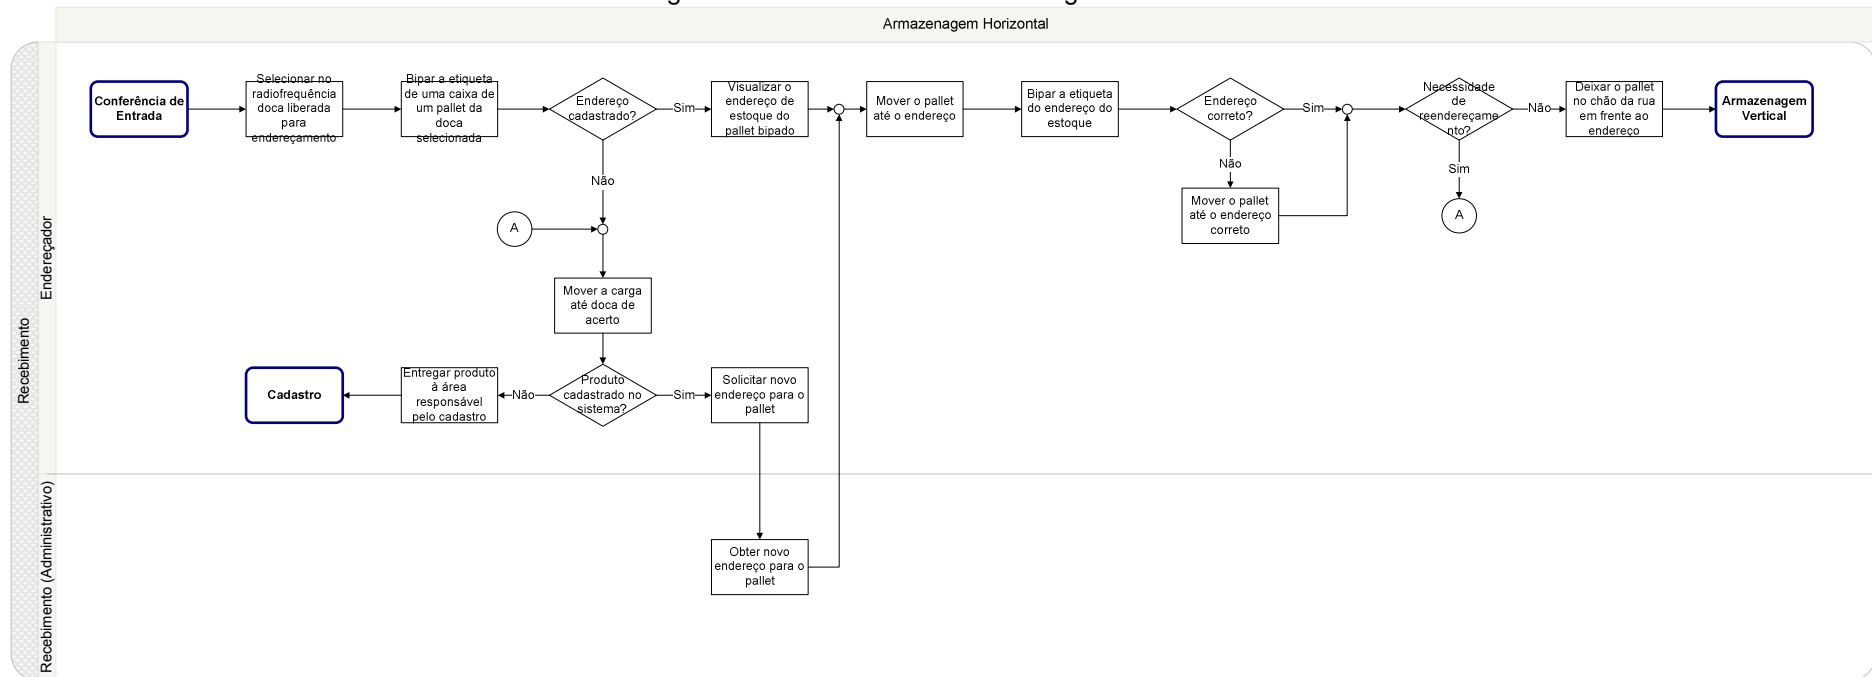 Armazenagem Horizontal
Recebimento
Endereçador
Recebimento (Administrativo)
Conferência de
Entrada
Selecionar no
radiofrequência
doca liberada
para
endereçamento
Bipar a etiqueta
de uma caixa de
um pallet da
doca
selecionada
Endereço
cadastrado?
Sim
Não
Visualizar o
endereço de
estoque do
pallet bipado
Mover o pallet
até o endereço
Bipar a etiqueta
do endereço do
estoque
Endereço
correto?
Sim
Não
Mover o pallet
até o endereço
correto
Necessidade
de
reendereçame
nto?
Não
Sim
A
Deixar o pallet
no chão da rua
em frente ao
endereço
Armazenagem
Vertical
A
Mover a carga
até doca de
acerto
Produto
cadastrado no
sistema?
Não
Sim
Entregar produto
à área
responsável
pelo cadastro
Cadastro
Solicitar novo
endereço para o
pallet
Obter novo
endereço para o
pallet